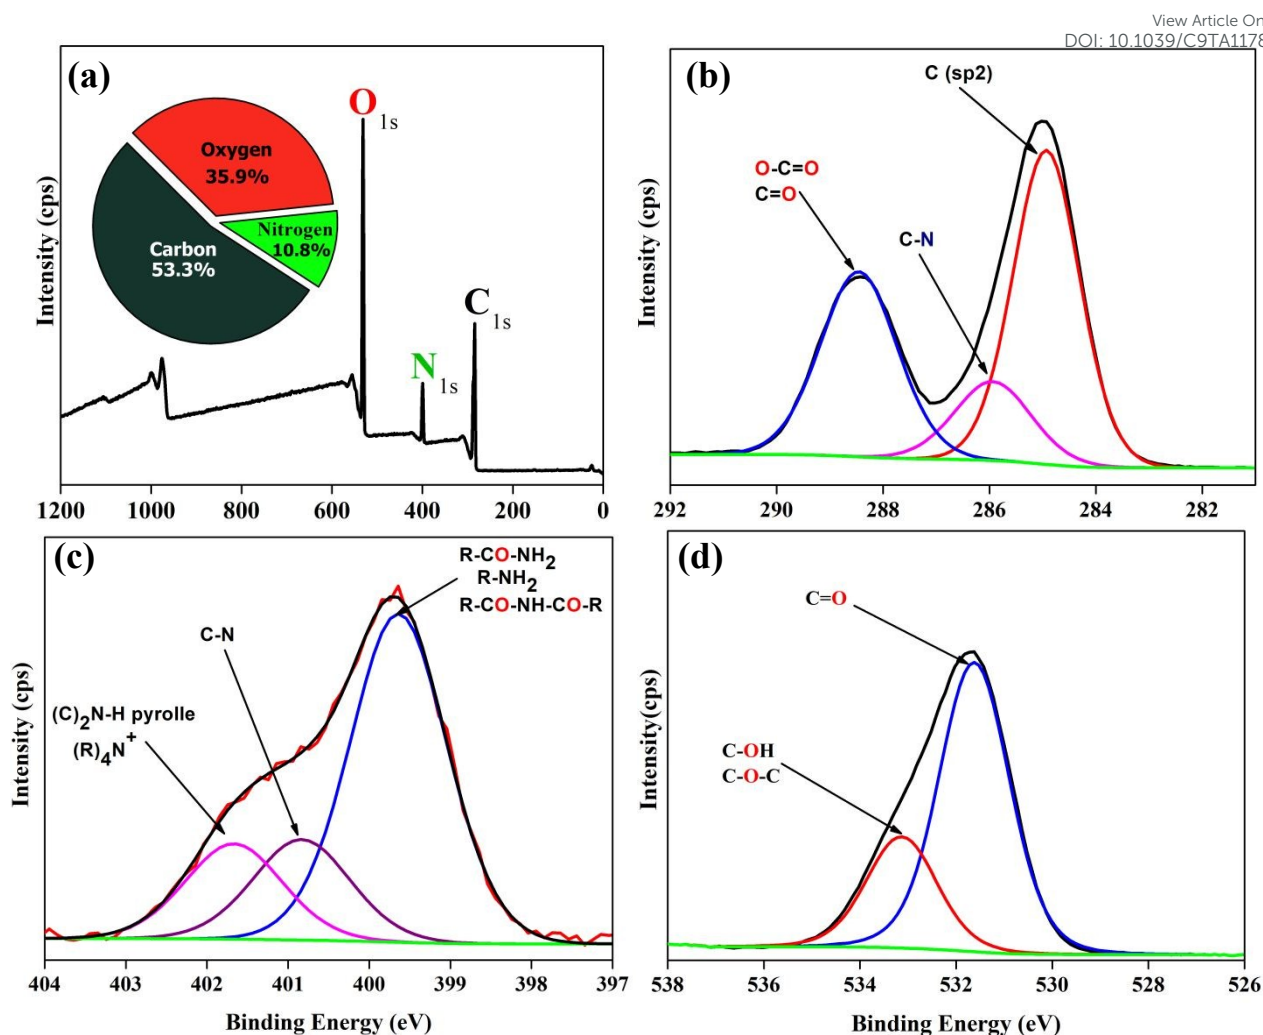 View Article On
DOI: 10.1039/C9TA1178
(a)
O 1s
Oxygen
35.9%
Nitrogen
10.8%
Carbon
53.3%
C 1s
N 1s
Intensity (cps)
1200 1000 800 600 400 200 0
(b)
C (sp2)
O-C=O
C=O
C-N
Intensity (cps)
292 290 288 286 284 282
(c)
R-CO-NH2
R-NH2
R-CO-NH-CO-R
C-N
(C)2N-H pyrolle
(R)4N+
Intensity (cps)
404 403 402 401 400 399 398 397
Binding Energy (eV)
(d)
C=O
C-OH
C-O-C
Intensity(cps)
538 536 534 532 530 528 526
Binding Energy (eV)